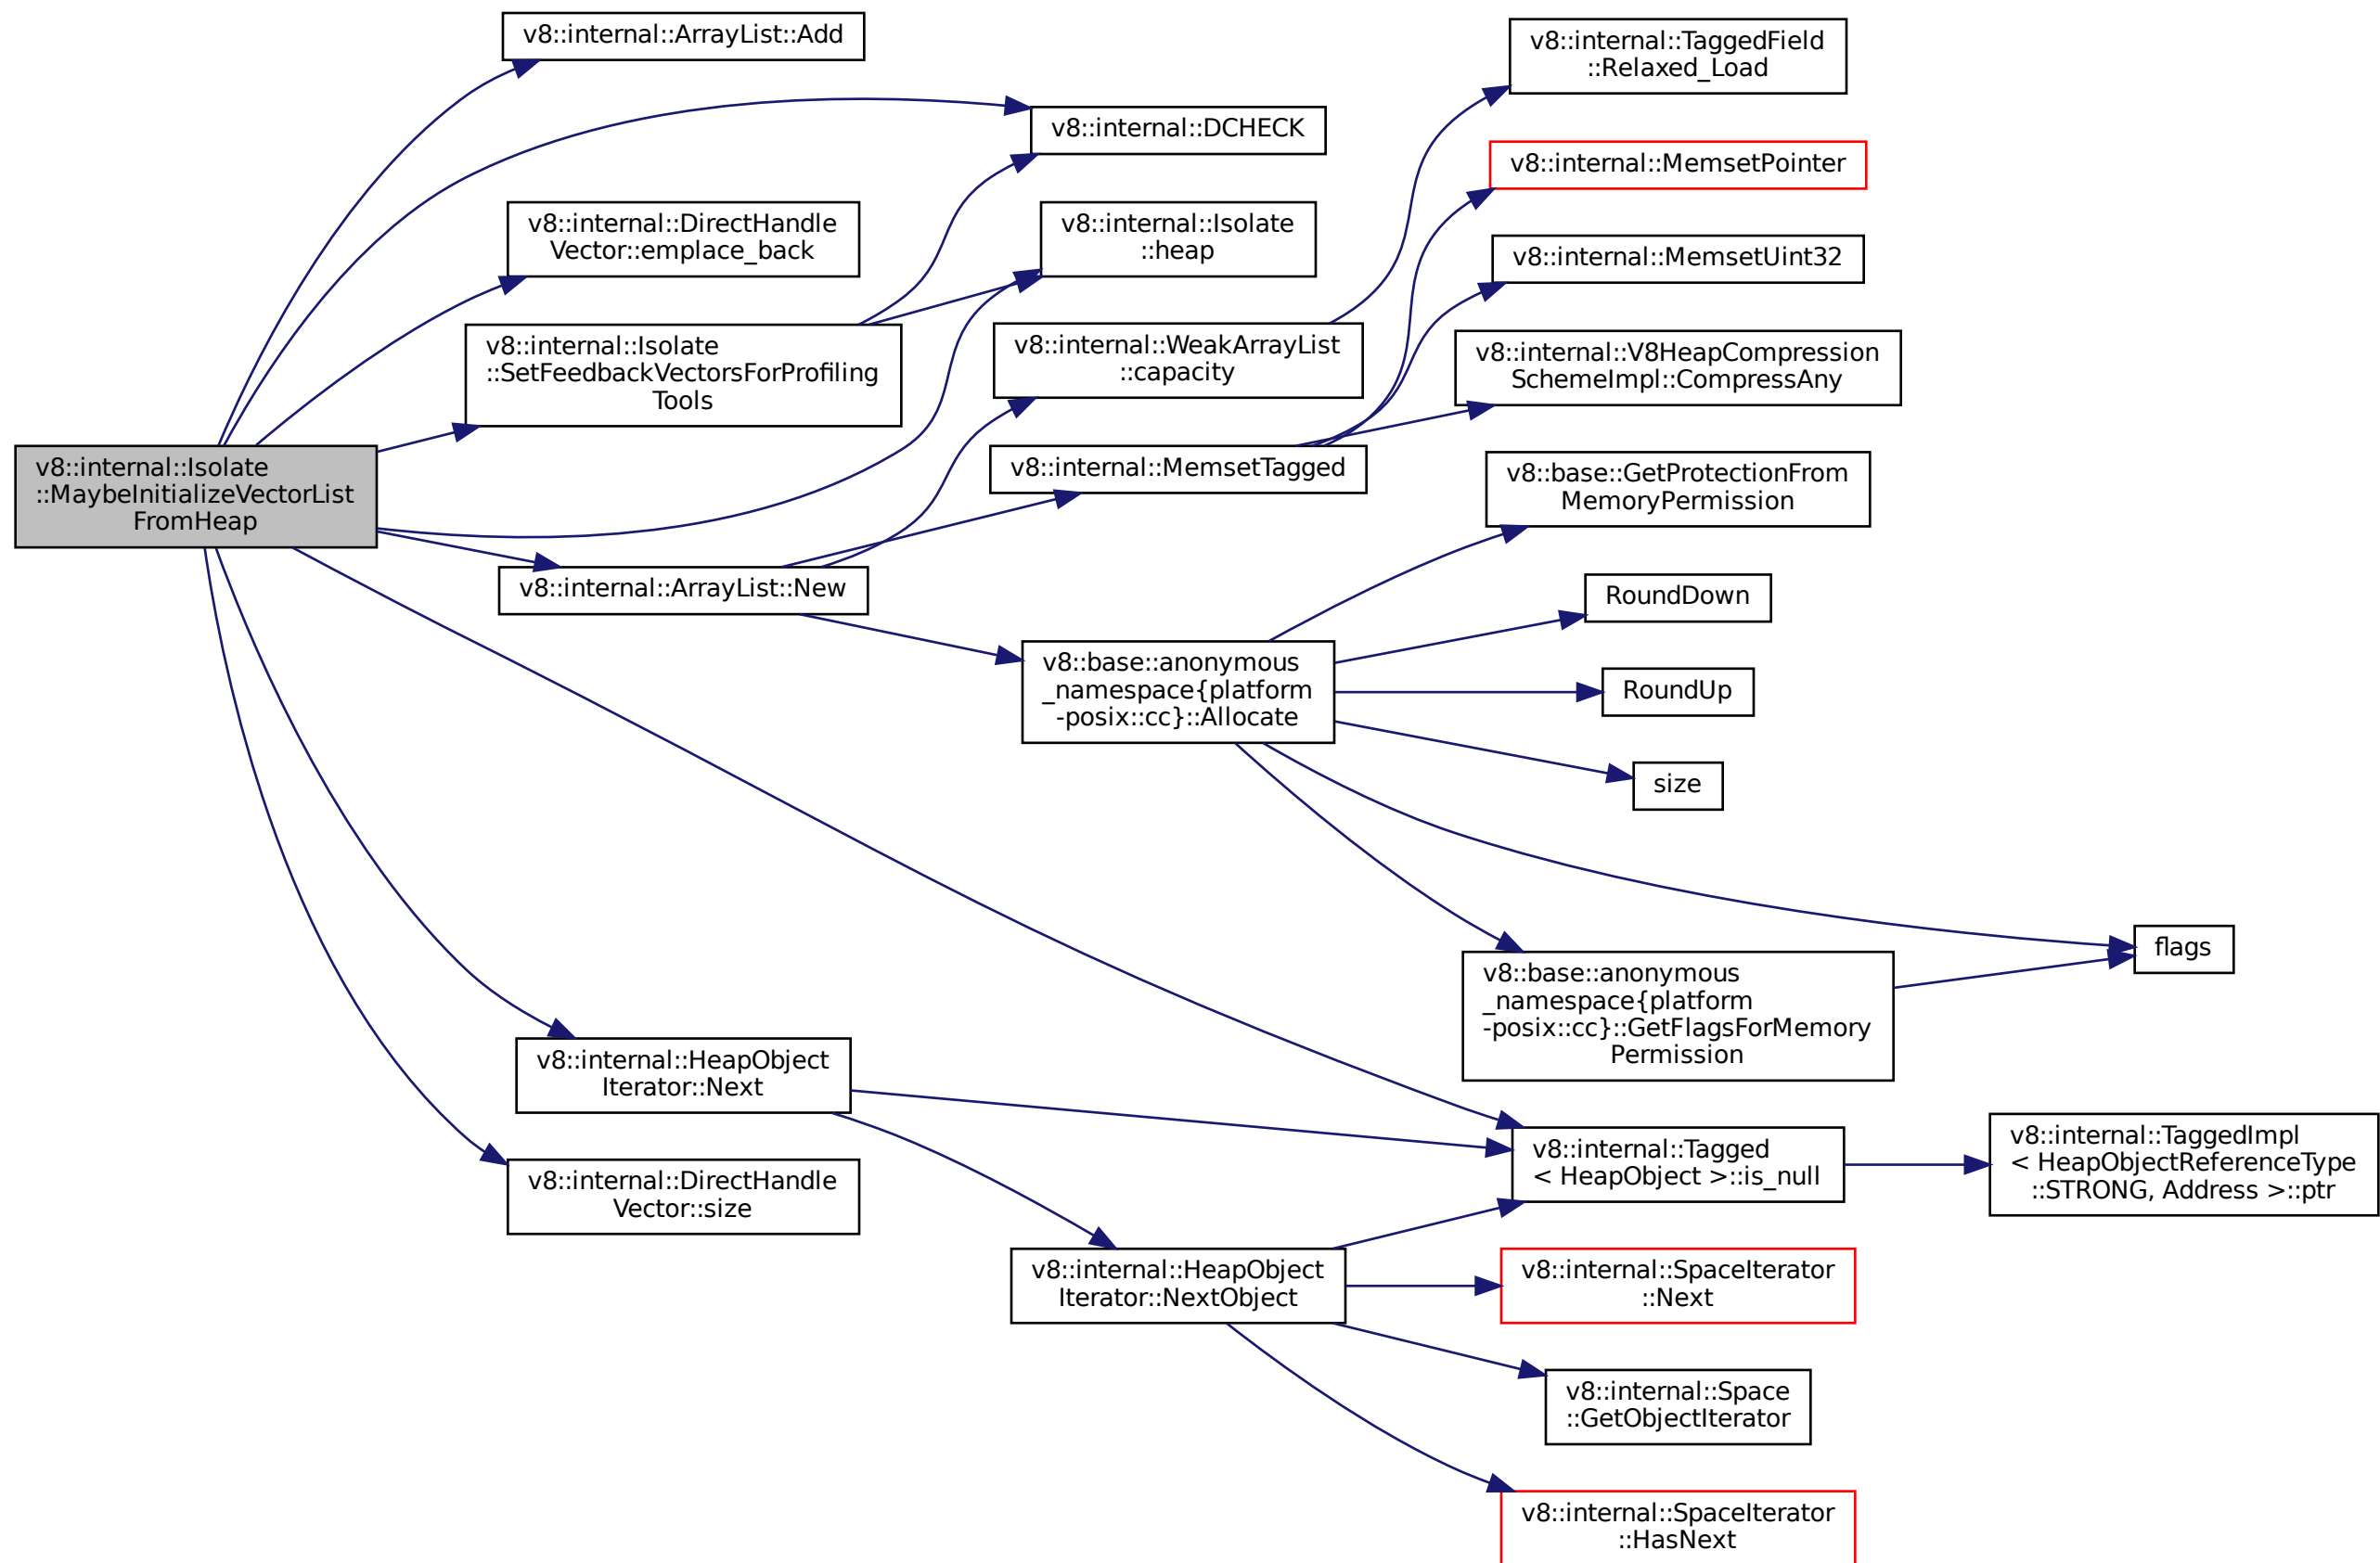 v8::internal::Isolate
::MaybeInitializeVectorList
FromHeap
v8::internal::ArrayList::Add
v8::internal::DCHECK
v8::internal::DirectHandle
Vector::emplace_back
v8::internal::Isolate
::heap
v8::internal::Isolate
::SetFeedbackVectorsForProfiling
Tools
v8::internal::ArrayList::New
v8::internal::WeakArrayList
::capacity
v8::internal::MemsetTagged
v8::base::anonymous
_namespace{platform
-posix::cc}::Allocate
v8::internal::TaggedField
::Relaxed_Load
v8::internal::MemsetPointer
v8::internal::MemsetUint32
v8::internal::V8HeapCompression
SchemeImpl::CompressAny
v8::base::GetProtectionFrom
MemoryPermission
RoundDown
RoundUp
size
flags
v8::base::anonymous
_namespace{platform
-posix::cc}::GetFlagsForMemory
Permission
v8::internal::HeapObject
Iterator::Next
v8::internal::DirectHandle
Vector::size
v8::internal::HeapObject
Iterator::NextObject
v8::internal::Tagged
< HeapObject >::is_null
v8::internal::TaggedImpl
< HeapObjectReferenceType
::STRONG, Address >::ptr
v8::internal::SpaceIterator
::Next
v8::internal::Space
::GetObjectIterator
v8::internal::SpaceIterator
::HasNext